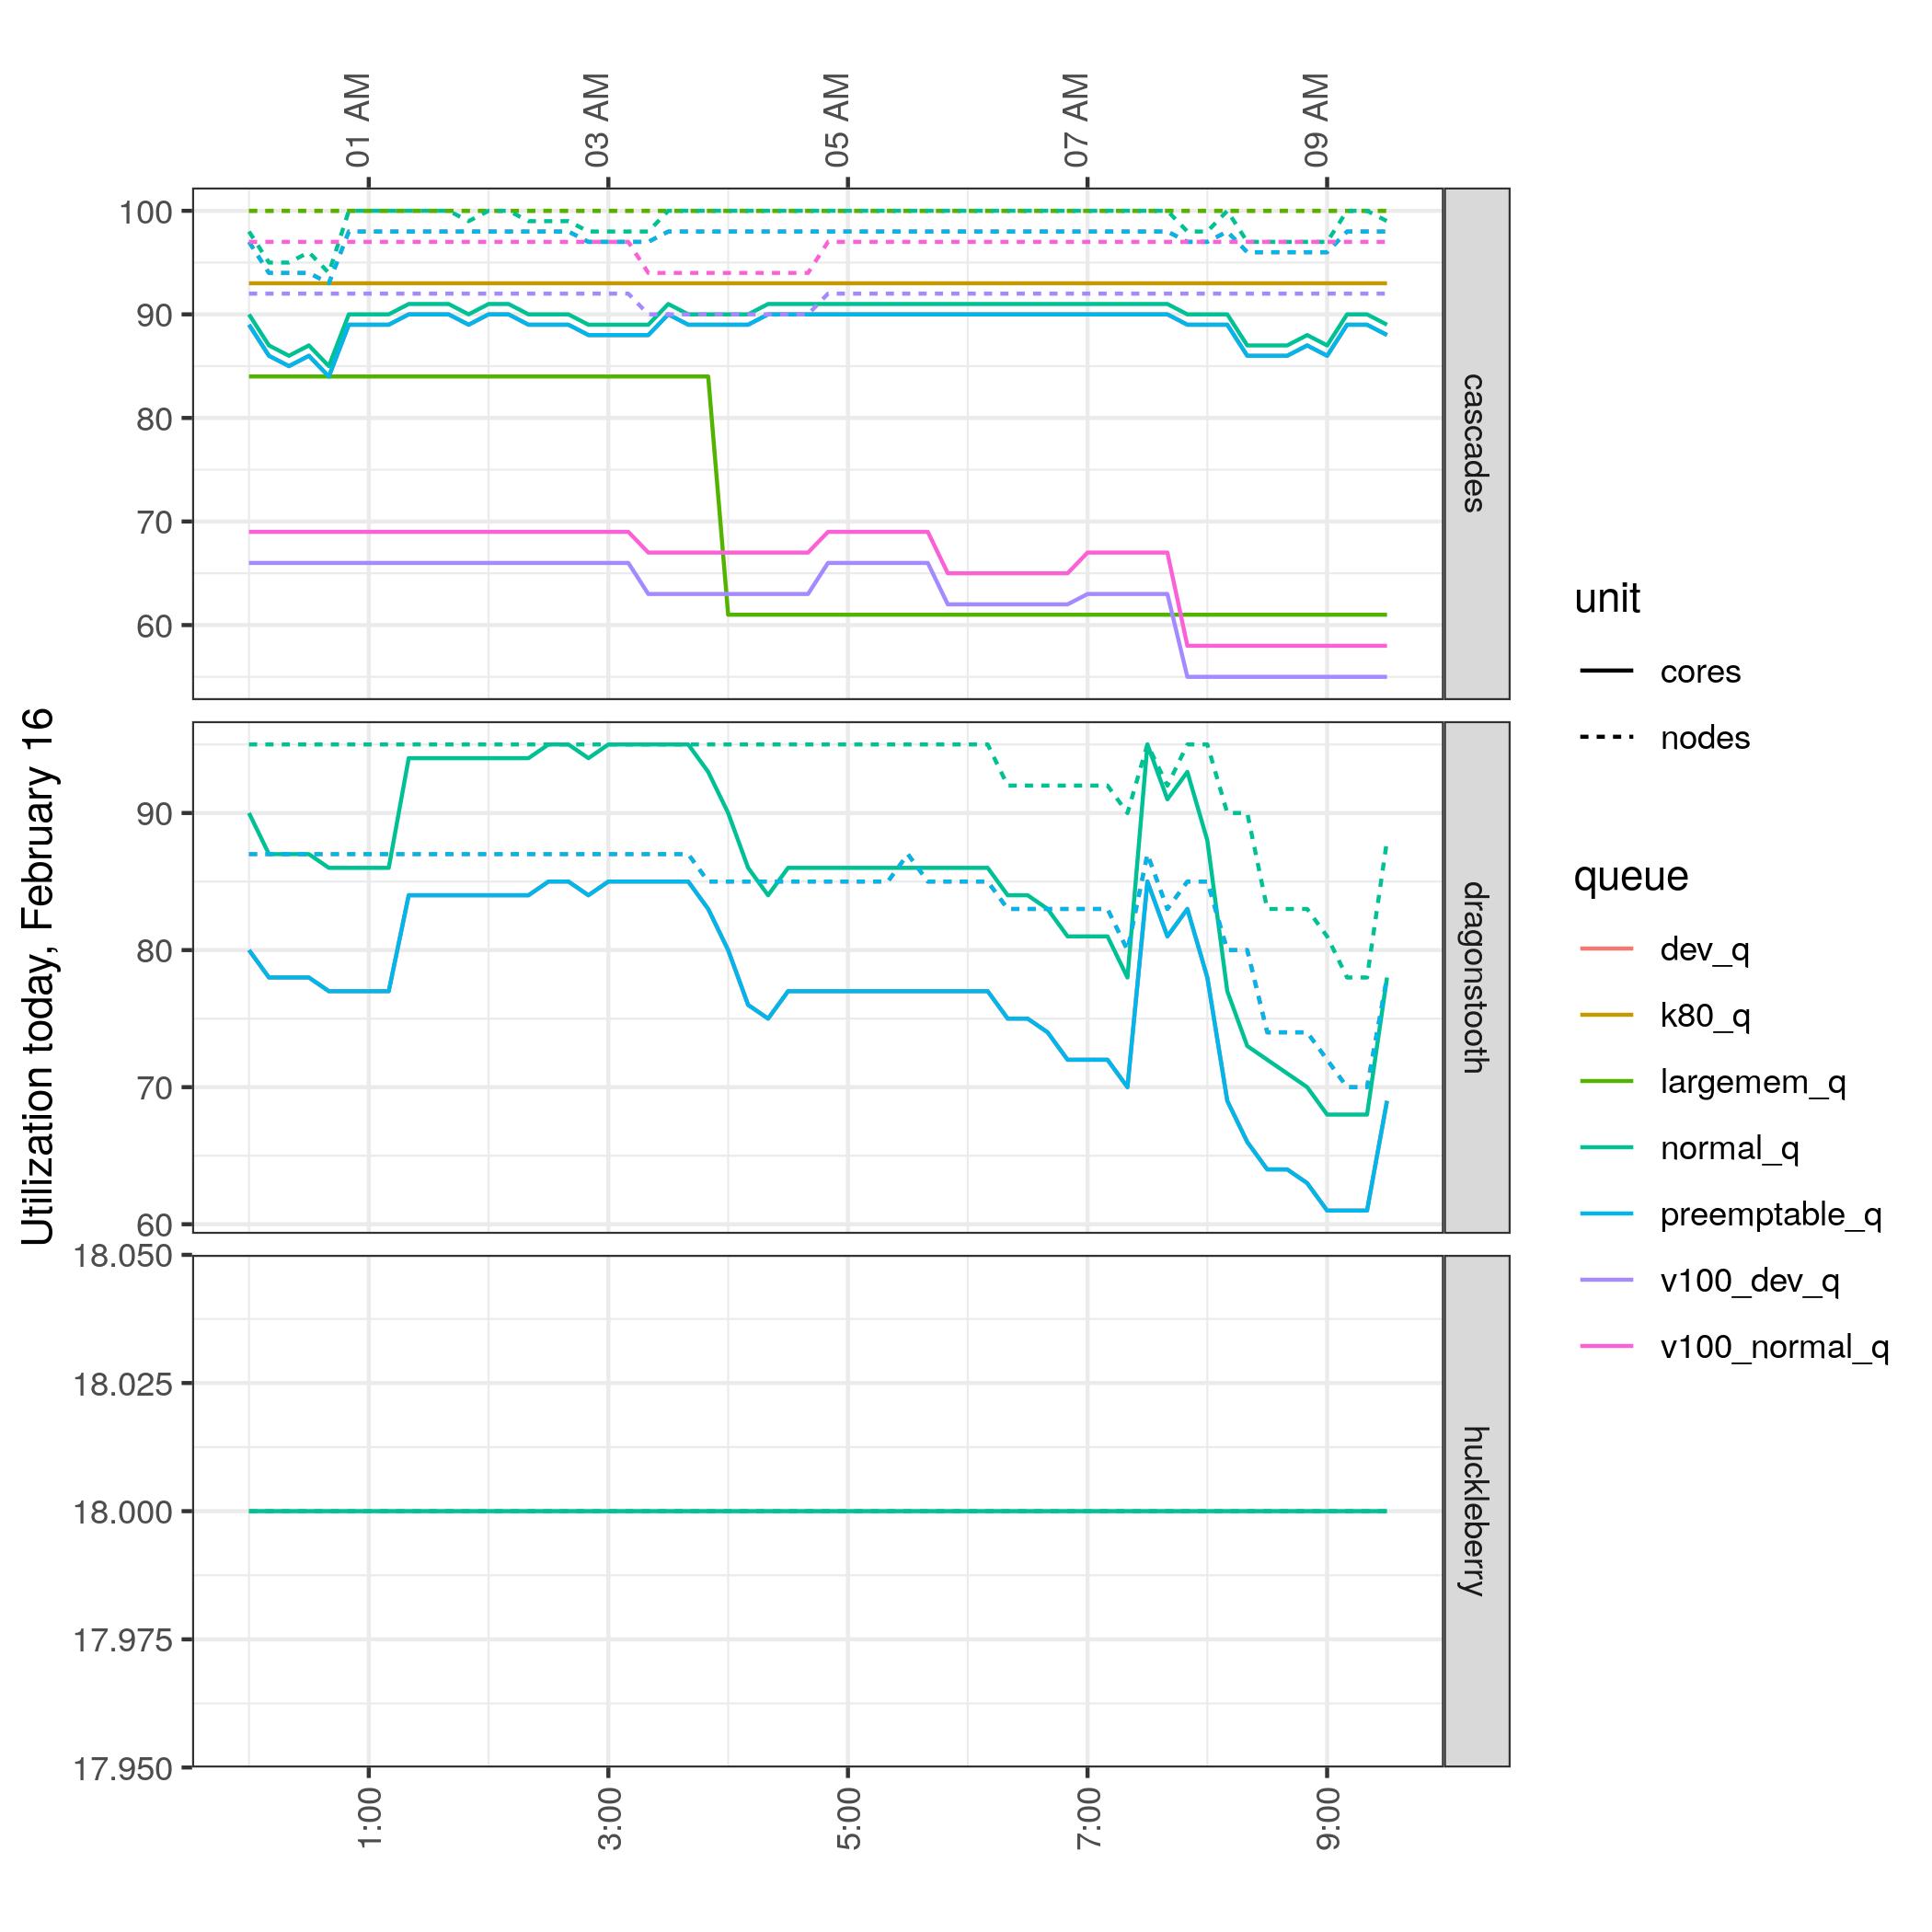 01 AM
03 AM
05 AM
07 AM
09 AM
100
90
80
70
60
cascades
Utilization today, February 16
90
80
70
60
dragonstooth
18.050
18.025
18.000
17.975
17.950
huckleberry
1:00
3:00
5:00
7:00
9:00
unit
cores
nodes
queue
dev_q
k80_q
largemem_q
normal_q
preemptable_q
v100_dev_q
v100_normal_q